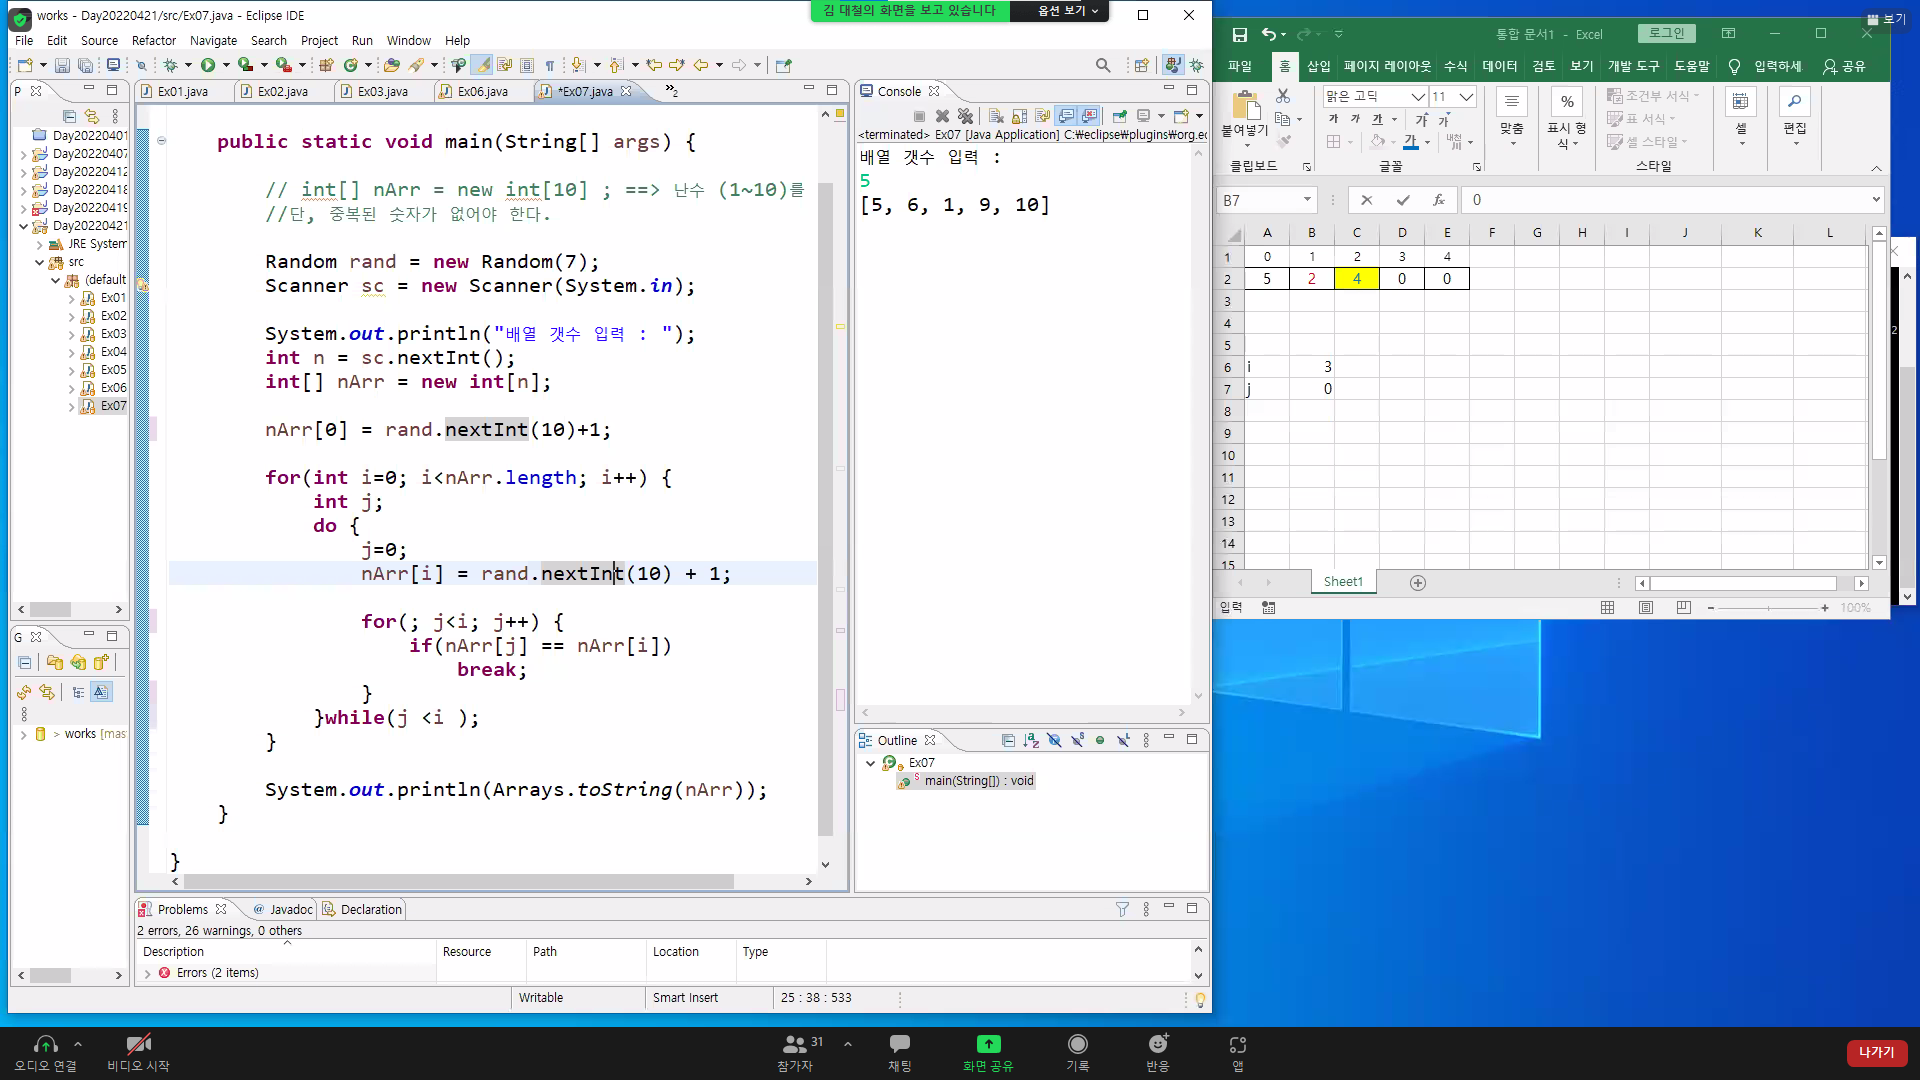 works - Day20220421/src/Ex07.java - Eclipse IDE
김 대철의 화면을 보고 있습니다
옵션 보기
File Edit Source Refactor Navigate Search Project Run Window Help
Ex01.java
Ex02.java
Ex03.java
Ex06.java
*Ex07.java
»2
P
Day20220401
Day20220407
Day20220412
Day20220418
Day20220419
Day20220421
JRE System
src
(default
Ex01
Ex02
Ex03
Ex04
Ex05
Ex06
Ex07
G
> works [mas
public static void main(String[] args) {
// int[] nArr = new int[10] ; ==> 난수 (1~10)를
//단, 중복된 숫자가 없어야 한다.
Random rand = new Random(7);
Scanner sc = new Scanner(System.in);
System.out.println("배열 갯수 입력 : ");
int n = sc.nextInt();
int[] nArr = new int[n];
nArr[0] = rand.nextInt(10)+1;
for(int i=0; i<nArr.length; i++) {
int j;
do {
j=0;
nArr[i] = rand.nextInt(10) + 1;
for(; j<i; j++) {
if(nArr[j] == nArr[i])
break;
}
}while(j <i );
}
System.out.println(Arrays.toString(nArr));
}
}
Console
<terminated> Ex07 [Java Application] C:₩eclipse₩plugins₩org.ec
배열 갯수 입력 :
5
[5, 6, 1, 9, 10]
Outline
Ex07
main(String[]) : void
Problems
@ Javadoc
Declaration
2 errors, 26 warnings, 0 others
Description Resource Path Location Type
Errors (2 items)
Writable
Smart Insert
25 : 38 : 533
통합 문서1 - Excel
로그인
보기
파일 홈 삽입 페이지 레이아웃 수식 데이터 검토 보기 개발 도구 도움말 입력하세 공유
붙여넣기
클립보드
맑은 고딕
11
가 가 가 가 가
가 내천
글꼴
맞춤
표시 형식
조건부 서식
표 서식
셀 스타일
스타일
셀
편집
B7
fx
0
A B C D E F G H I J K L
1 0 1 2 3 4
2 5 2 4 0 0
3
4
5
6 i 3
7 j 0
8
9
10
11
12
13
14
15
Sheet1
입력
100%
2
오디오 연결
비디오 시작
참가자
31
채팅
화면 공유
기록
반응
앱
나가기